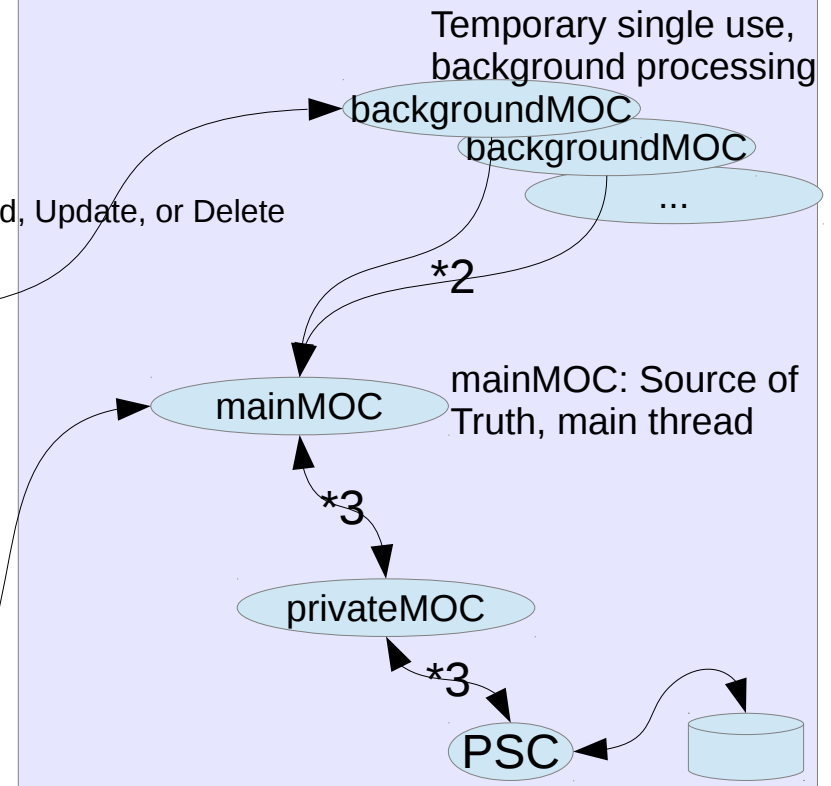 Temporary single use,
background processing
backgroundMOC
backgroundMOC
...
d, Update, or Delete
*2
mainMOC
mainMOC: Source of
Truth, main thread
*3
privateMOC
*3
PSC